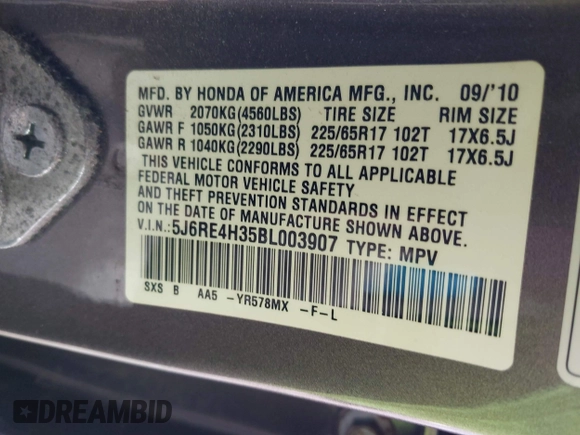 MFD. BY HONDA OF AMERICA MFG., INC. 09/'10
GVWR 2070KG(4560LBS) TIRE SIZE RIM SIZE
GAWR F 1050KG(2310LBS) 225/65R17 102T 17X6.5J
GAWR R 1040KG(2290LBS) 225/65R17 102T 17X6.5J
THIS VEHICLE CONFORMS TO ALL APPLICABLE
FEDERAL MOTOR VEHICLE SAFETY
AND THEFT PREVENTION STANDARDS IN EFFECT
ON THE DATE OF MANUFACTURE SHOWN ABOVE.
V.I.N.:5J6RE4H35BL003907 TYPE: MPV
SXS B AA5 -YR578MX -F-L
DREAMBID